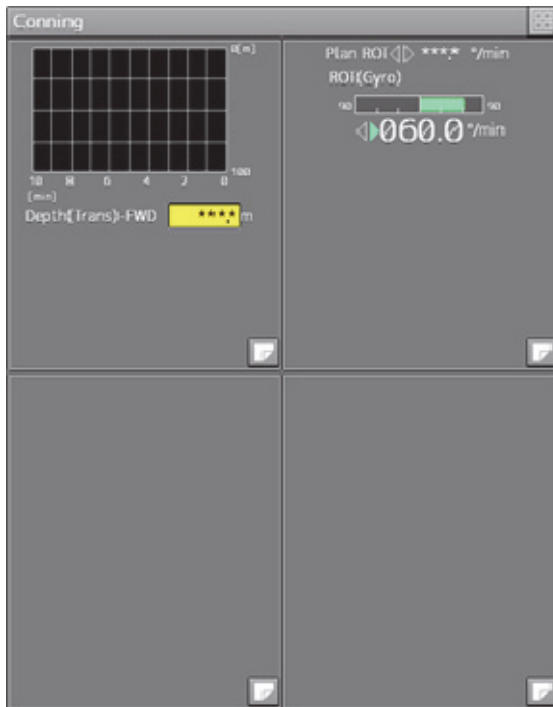 Conning
0[m]
100
10 8 6 4 2 0
[min]
Depth(Trans)-FWD ***.* m
Plan ROT ***.* °/min
ROT(Gyro)
90 90
060.0 °/min